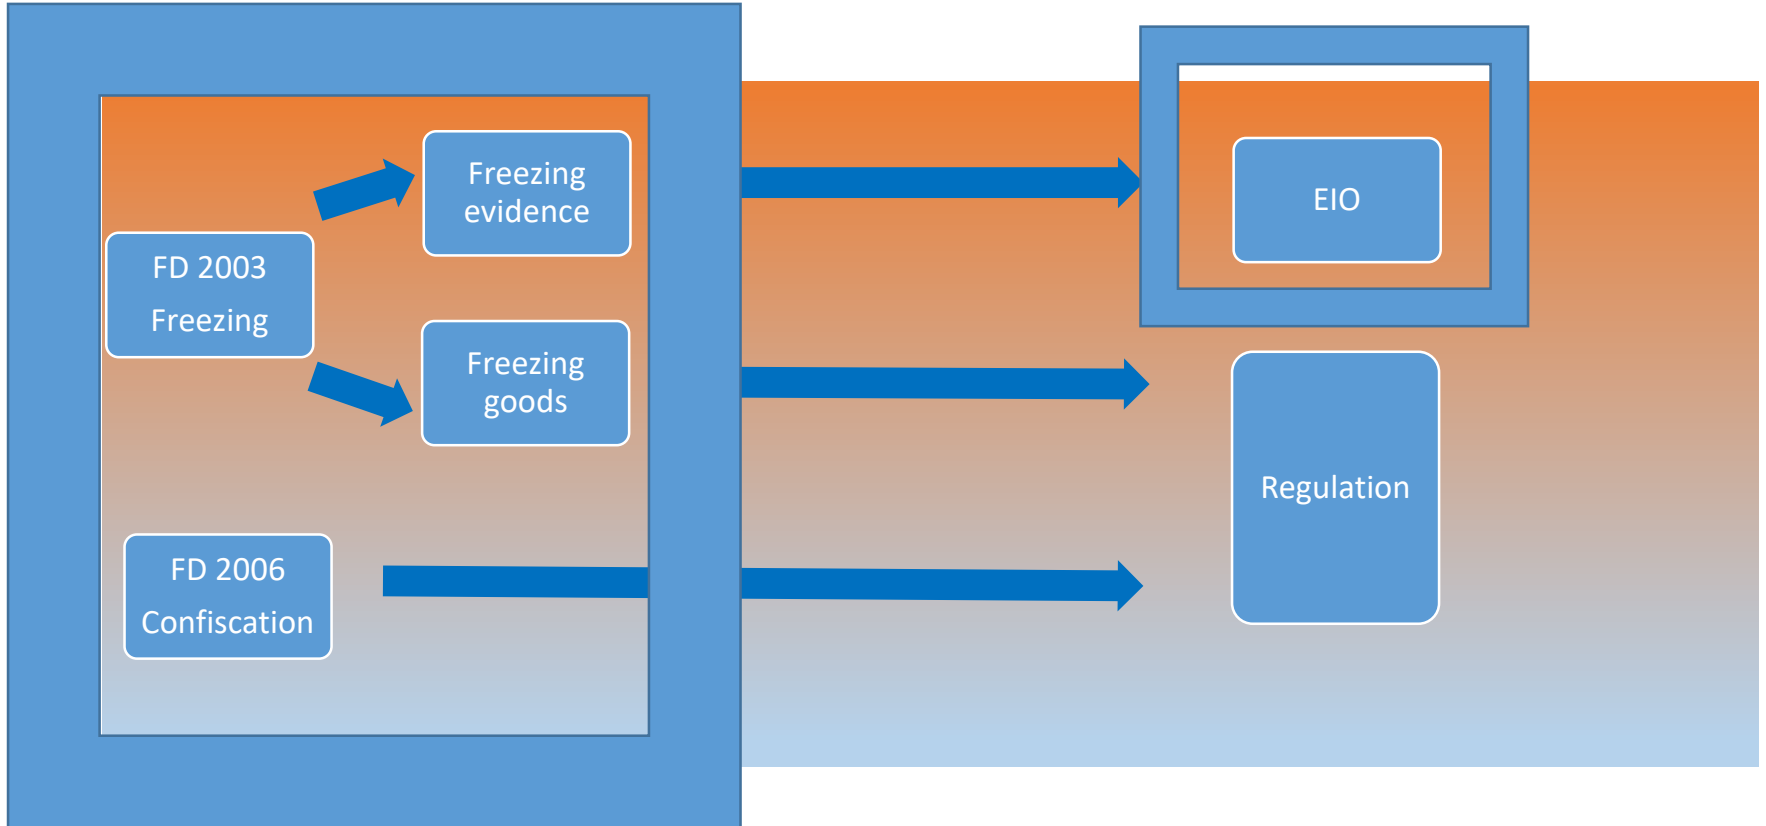 FD 2003
Freezing
Freezing
evidence
Freezing
goods
FD 2006
Confiscation
EIO
Regulation